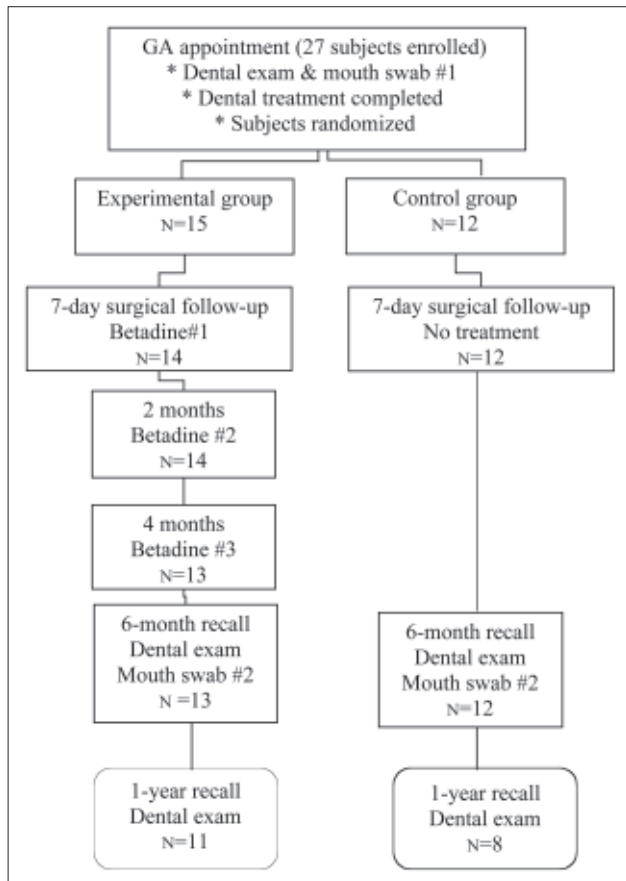 GA appointment (27 subjects enrolled)
* Dental exam & mouth swab #1
* Dental treatment completed
* Subjects randomized
Experimental group
N=15
Control group
N=12
7-day surgical follow-up
Betadine#1
N=14
7-day surgical follow-up
No treatment
N=12
2 months
Betadine #2
N=14
4 months
Betadine #3
N=13
6-month recall
Dental exam
Mouth swab #2
N =13
6-month recall
Dental exam
Mouth swab #2
N=12
1-year recall
Dental exam
N=11
1-year recall
Dental exam
N=8